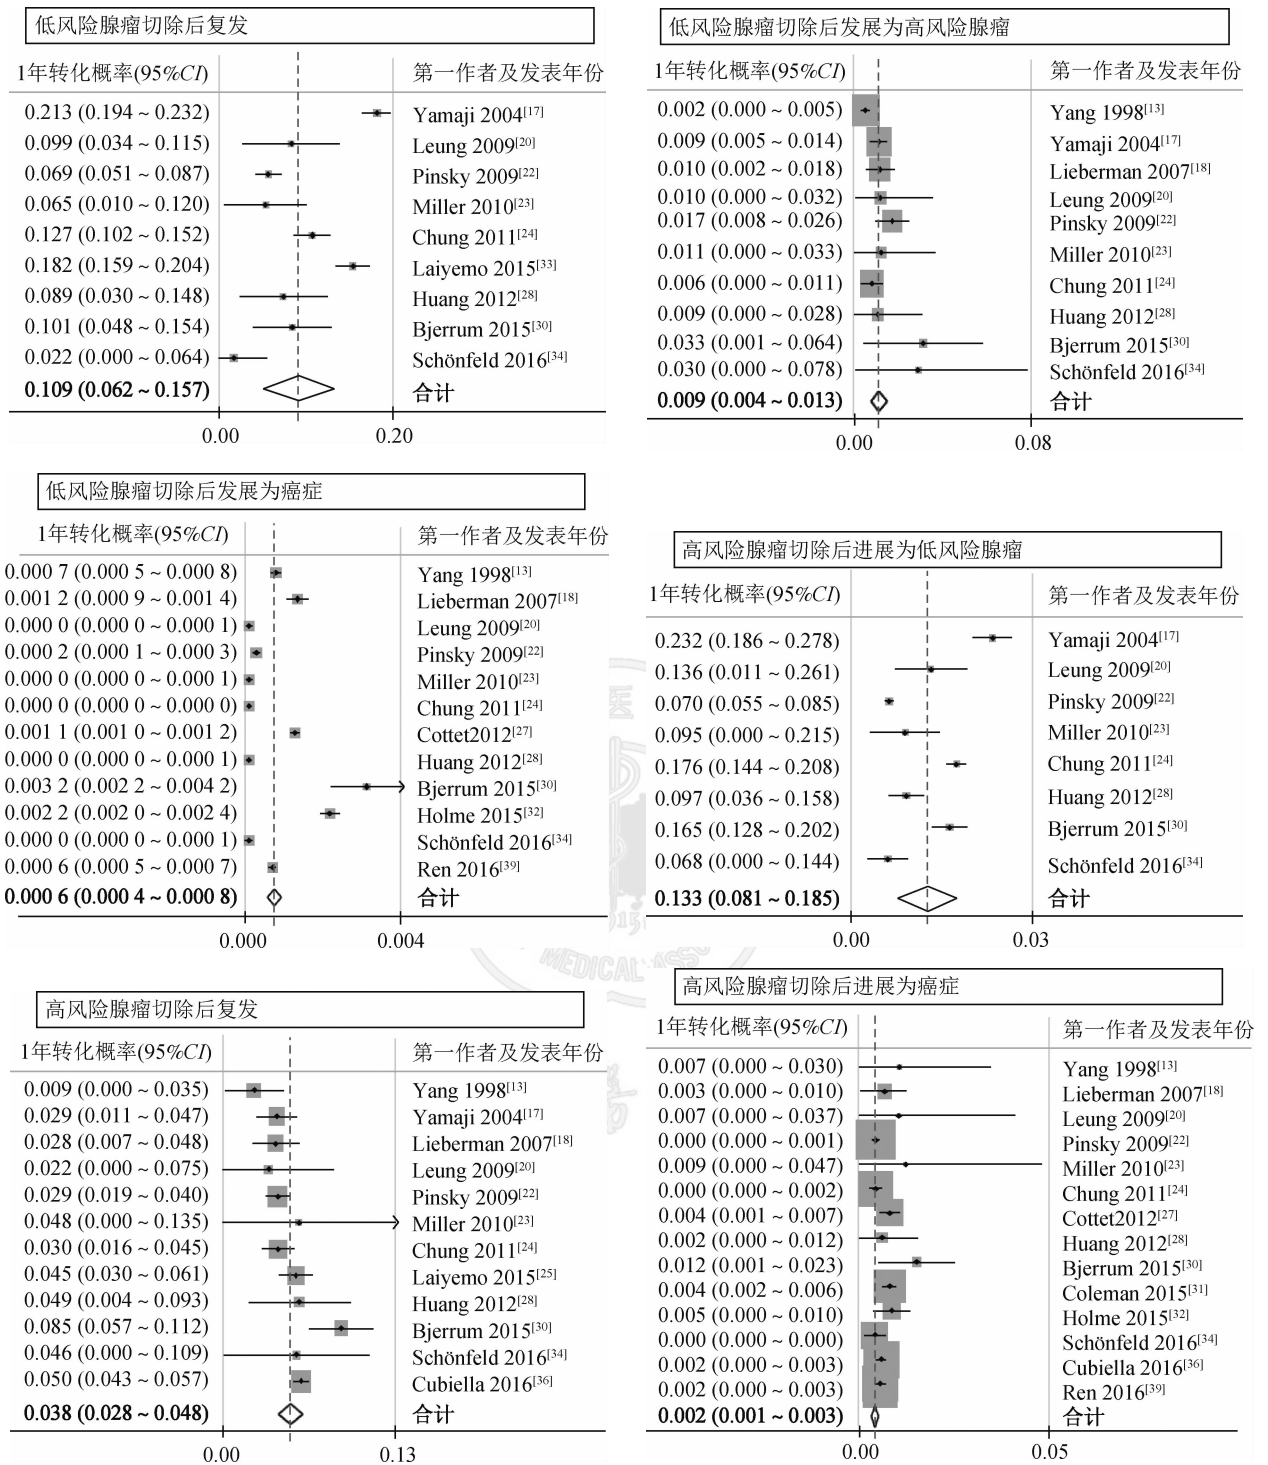 低风险腺瘤切除后复发
1年转化概率(95%CI) 第一作者及发表年份
0.213 (0.194 ~ 0.232) Yamaji 2004[17]
0.099 (0.034 ~ 0.115) Leung 2009[20]
0.069 (0.051 ~ 0.087) Pinsky 2009[22]
0.065 (0.010 ~ 0.120) Miller 2010[23]
0.127 (0.102 ~ 0.152) Chung 2011[24]
0.182 (0.159 ~ 0.204) Laiyemo 2015[33]
0.089 (0.030 ~ 0.148) Huang 2012[28]
0.101 (0.048 ~ 0.154) Bjerrum 2015[30]
0.022 (0.000 ~ 0.064) Schönfeld 2016[34]
0.109 (0.062 ~ 0.157) 合计
0.00 0.20
低风险腺瘤切除后发展为高风险腺瘤
1年转化概率(95%CI) 第一作者及发表年份
0.002 (0.000 ~ 0.005) Yang 1998[13]
0.009 (0.005 ~ 0.014) Yamaji 2004[17]
0.010 (0.002 ~ 0.018) Lieberman 2007[18]
0.010 (0.000 ~ 0.032) Leung 2009[20]
0.017 (0.008 ~ 0.026) Pinsky 2009[22]
0.011 (0.000 ~ 0.033) Miller 2010[23]
0.006 (0.000 ~ 0.011) Chung 2011[24]
0.009 (0.000 ~ 0.028) Huang 2012[28]
0.033 (0.001 ~ 0.064) Bjerrum 2015[30]
0.030 (0.000 ~ 0.078) Schönfeld 2016[34]
0.009 (0.004 ~ 0.013) 合计
0.00 0.08
低风险腺瘤切除后发展为癌症
1年转化概率(95%CI) 第一作者及发表年份
0.000 7 (0.000 5 ~ 0.000 8) Yang 1998[13]
0.001 2 (0.000 9 ~ 0.001 4) Lieberman 2007[18]
0.000 0 (0.000 0 ~ 0.000 1) Leung 2009[20]
0.000 2 (0.000 1 ~ 0.000 3) Pinsky 2009[22]
0.000 0 (0.000 0 ~ 0.000 1) Miller 2010[23]
0.000 0 (0.000 0 ~ 0.000 0) Chung 2011[24]
0.001 1 (0.001 0 ~ 0.001 2) Cottet2012[27]
0.000 0 (0.000 0 ~ 0.000 1) Huang 2012[28]
0.003 2 (0.002 2 ~ 0.004 2) Bjerrum 2015[30]
0.002 2 (0.002 0 ~ 0.002 4) Holme 2015[32]
0.000 0 (0.000 0 ~ 0.000 1) Schönfeld 2016[34]
0.000 6 (0.000 5 ~ 0.000 7) Ren 2016[39]
0.000 6 (0.000 4 ~ 0.000 8) 合计
0.000 0.004
高风险腺瘤切除后进展为低风险腺瘤
1年转化概率(95%CI) 第一作者及发表年份
0.232 (0.186 ~ 0.278) Yamaji 2004[17]
0.136 (0.011 ~ 0.261) Leung 2009[20]
0.070 (0.055 ~ 0.085) Pinsky 2009[22]
0.095 (0.000 ~ 0.215) Miller 2010[23]
0.176 (0.144 ~ 0.208) Chung 2011[24]
0.097 (0.036 ~ 0.158) Huang 2012[28]
0.165 (0.128 ~ 0.202) Bjerrum 2015[30]
0.068 (0.000 ~ 0.144) Schönfeld 2016[34]
0.133 (0.081 ~ 0.185) 合计
0.00 0.03
MEDICAL ASSO
高风险腺瘤切除后复发
1年转化概率(95%CI) 第一作者及发表年份
0.009 (0.000 ~ 0.035) Yang 1998[13]
0.029 (0.011 ~ 0.047) Yamaji 2004[17]
0.028 (0.007 ~ 0.048) Lieberman 2007[18]
0.022 (0.000 ~ 0.075) Leung 2009[20]
0.029 (0.019 ~ 0.040) Pinsky 2009[22]
0.048 (0.000 ~ 0.135) Miller 2010[23]
0.030 (0.016 ~ 0.045) Chung 2011[24]
0.045 (0.030 ~ 0.061) Laiyemo 2015[25]
0.049 (0.004 ~ 0.093) Huang 2012[28]
0.085 (0.057 ~ 0.112) Bjerrum 2015[30]
0.046 (0.000 ~ 0.109) Schönfeld 2016[34]
0.050 (0.043 ~ 0.057) Cubiella 2016[36]
0.038 (0.028 ~ 0.048) 合计
0.00 0.13
高风险腺瘤切除后进展为癌症
1年转化概率(95%CI) 第一作者及发表年份
0.007 (0.000 ~ 0.030) Yang 1998[13]
0.003 (0.000 ~ 0.010) Lieberman 2007[18]
0.007 (0.000 ~ 0.037) Leung 2009[20]
0.000 (0.000 ~ 0.001) Pinsky 2009[22]
0.009 (0.000 ~ 0.047) Miller 2010[23]
0.000 (0.000 ~ 0.002) Chung 2011[24]
0.004 (0.001 ~ 0.007) Cottet2012[27]
0.002 (0.000 ~ 0.012) Huang 2012[28]
0.012 (0.001 ~ 0.023) Bjerrum 2015[30]
0.004 (0.002 ~ 0.006) Coleman 2015[31]
0.005 (0.000 ~ 0.010) Holme 2015[32]
0.000 (0.000 ~ 0.000) Schönfeld 2016[34]
0.002 (0.000 ~ 0.003) Cubiella 2016[36]
0.002 (0.000 ~ 0.003) Ren 2016[39]
0.002 (0.001 ~ 0.003) 合计
0.00 0.05